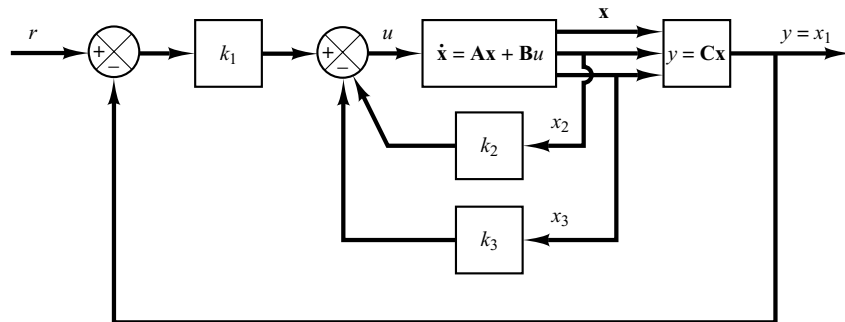 r
+
−
k₁
+
−
u
ẋ = Ax + Bu
x
y = Cx
y = x₁
k₂
x₂
k₃
x₃